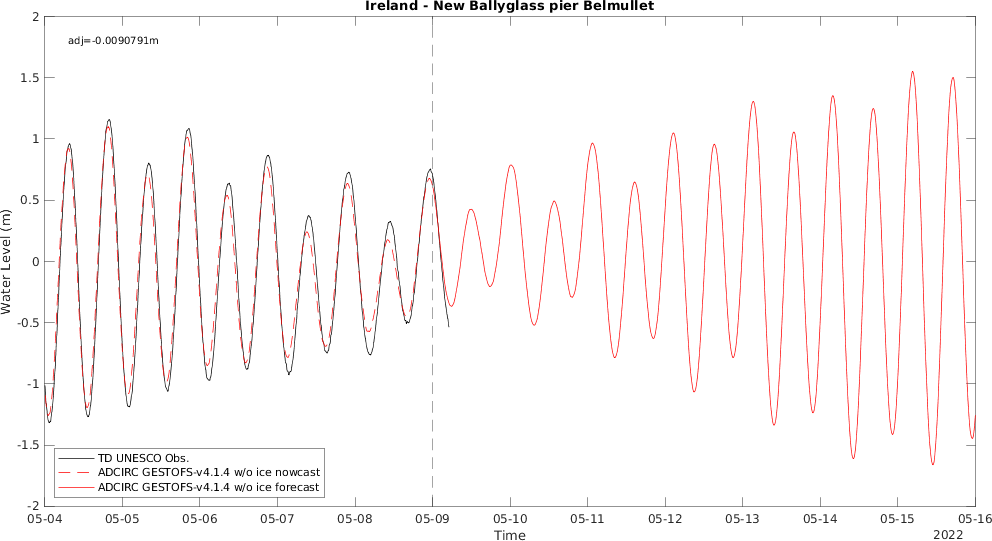 Ireland - New Ballyglass pier Belmullet
adj=-0.0090791m
2
1.5
1
0.5
0
-0.5
-1
-1.5
-2
Water Level (m)
TD UNESCO Obs.
ADCIRC GESTOFS-v4.1.4 w/o ice nowcast
ADCIRC GESTOFS-v4.1.4 w/o ice forecast
05-04 05-05 05-06 05-07 05-08 05-09 05-10 05-11 05-12 05-13 05-14 05-15 05-16
Time
2022